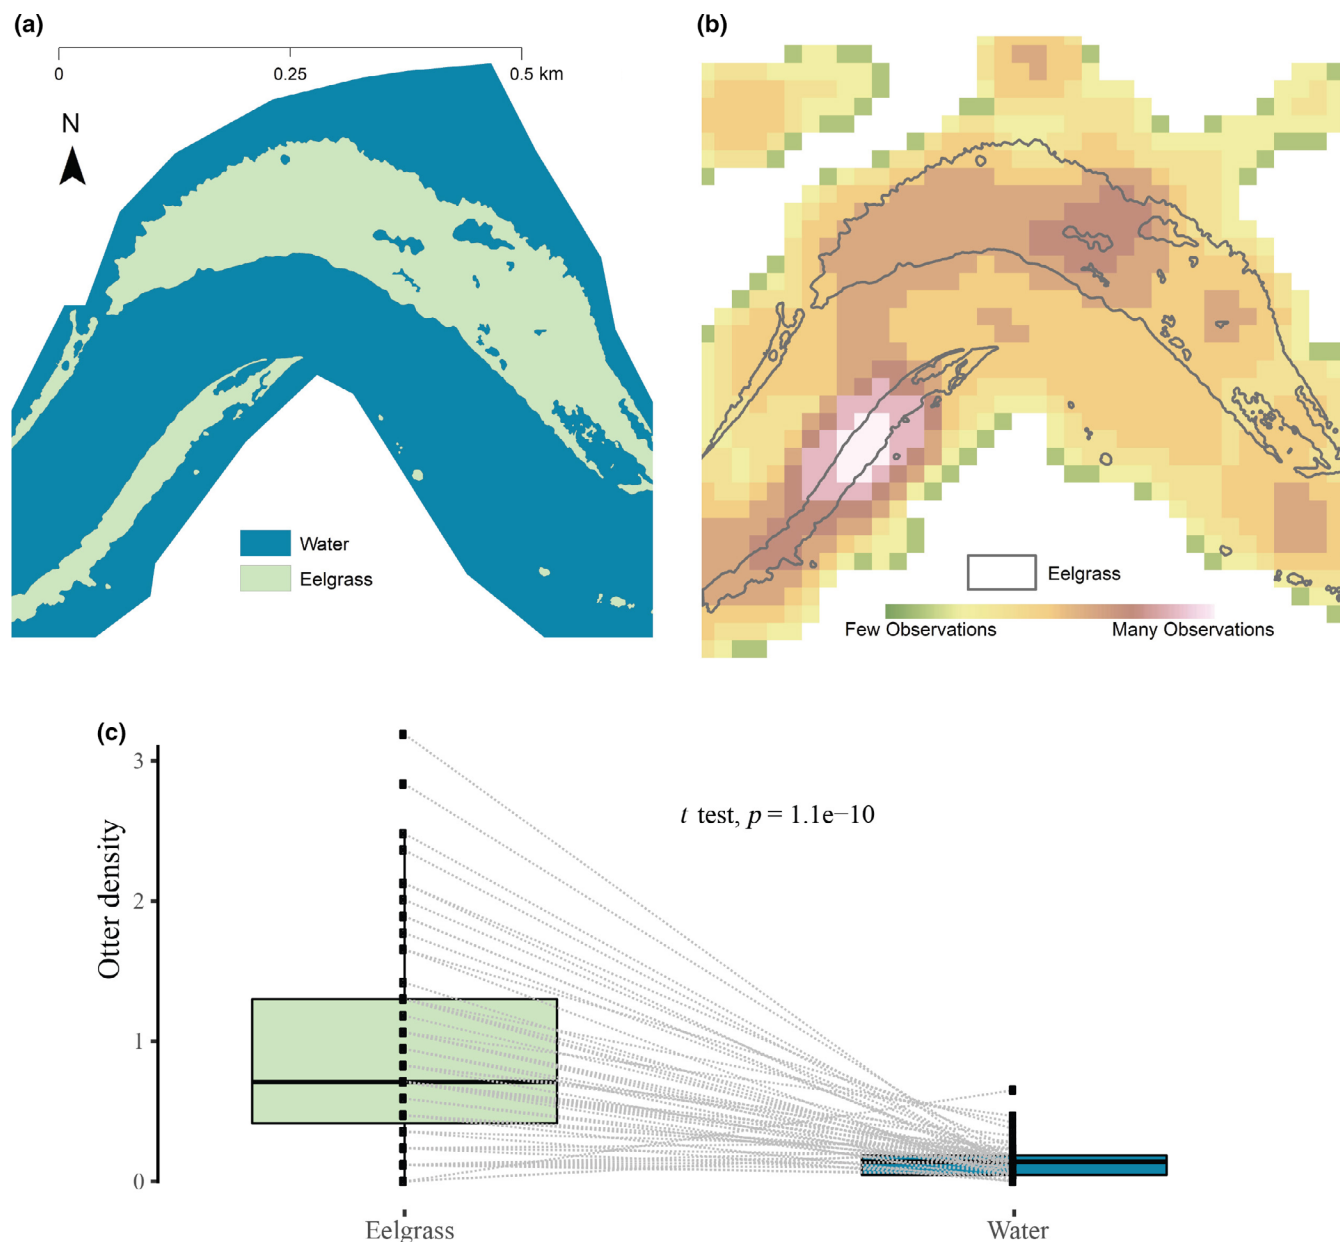 (a)
0 0.25 0.5 km
N
Water
Eelgrass
(b)
Eelgrass
Few Observations Many Observations
(c)
Otter density
3
2
1
0
t test, p = 1.1e−10
Eelgrass Water